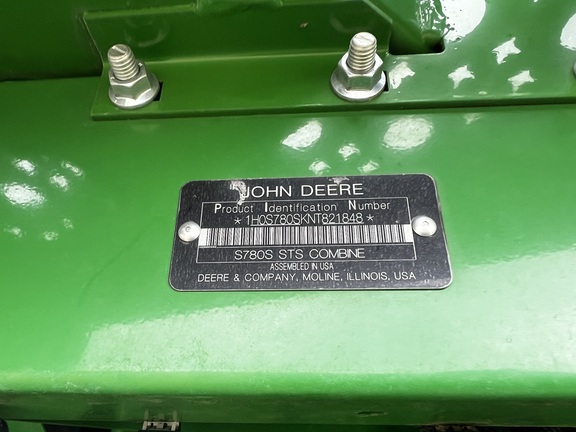 JOHN DEERE
Product Identification Number
*1H0S780SKNT821848*
S780S STS COMBINE
ASSEMBLED IN USA
DEERE & COMPANY, MOLINE, ILLINOIS, USA